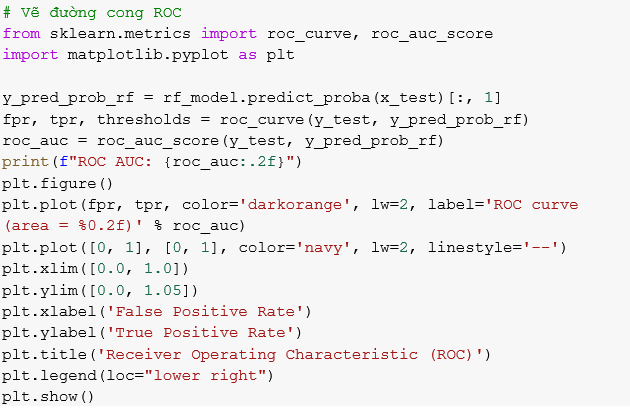 # Vẽ đường cong ROC
from sklearn.metrics import roc_curve, roc_auc_score
import matplotlib.pyplot as plt

y_pred_prob_rf = rf_model.predict_proba(x_test)[:, 1]
fpr, tpr, thresholds = roc_curve(y_test, y_pred_prob_rf)
roc_auc = roc_auc_score(y_test, y_pred_prob_rf)
print(f"ROC AUC: {roc_auc:.2f}")
plt.figure()
plt.plot(fpr, tpr, color='darkorange', lw=2, label='ROC curve
(area = %0.2f)' % roc_auc)
plt.plot([0, 1], [0, 1], color='navy', lw=2, linestyle='--')
plt.xlim([0.0, 1.0])
plt.ylim([0.0, 1.05])
plt.xlabel('False Positive Rate')
plt.ylabel('True Positive Rate')
plt.title('Receiver Operating Characteristic (ROC)')
plt.legend(loc="lower right")
plt.show()